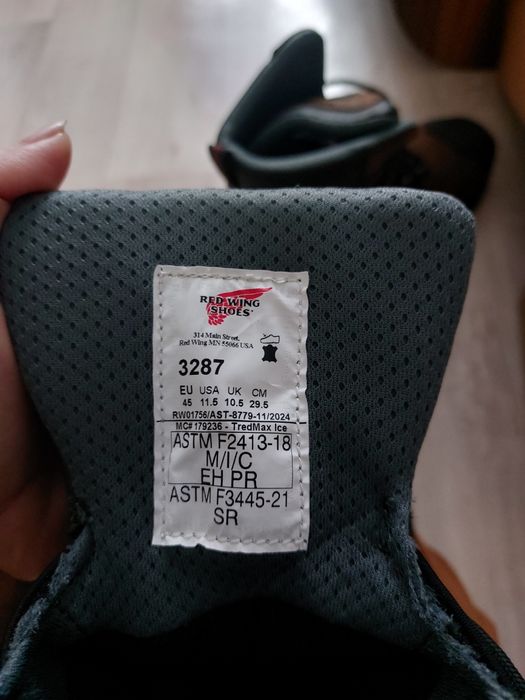 RED WING
SHOES
314 Main Street,
Red Wing MN 55066 USA
3287
EU USA UK CM
45 11.5 10.5 29.5
RW01756/AST-8779-11/2024
MC# 179236 - TredMax Ice
ASTM F2413-18
M/I/C
EH PR
ASTM F3445-21
SR